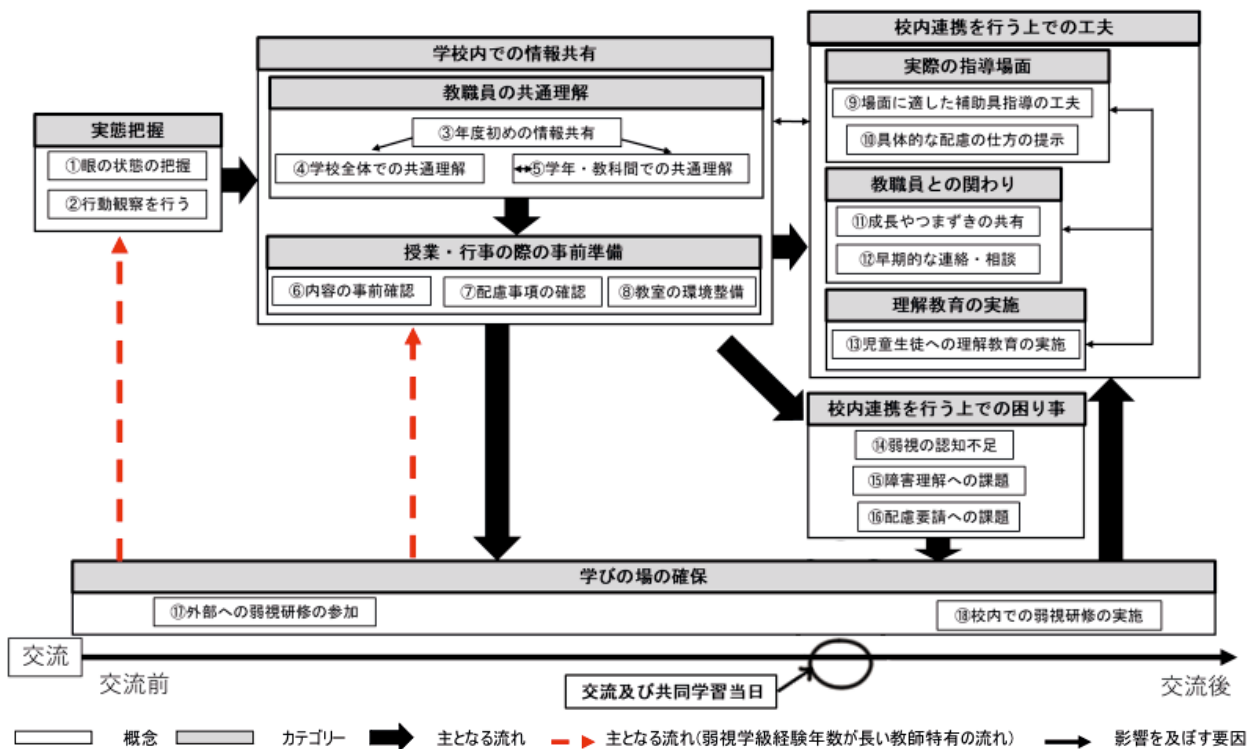 実態把握
①眼の状態の把握
②行動観察を行う
学校内での情報共有
教職員の共通理解
③年度初めの情報共有
④学校全体での共通理解
⑤学年・教科間での共通理解
授業・行事の際の事前準備
⑥内容の事前確認
⑦配慮事項の確認
⑧教室の環境整備
校内連携を行う上での工夫
実際の指導場面
⑨場面に適した補助具指導の工夫
⑩具体的な配慮の仕方の提示
教職員との関わり
⑪成長やつまずきの共有
⑫早期的な連絡・相談
理解教育の実施
⑬児童生徒への理解教育の実施
校内連携を行う上での困り事
⑭弱視の認知不足
⑮障害理解への課題
⑯配慮要請への課題
学びの場の確保
⑰外部への弱視研修の参加
⑱校内での弱視研修の実施
交流
交流前
交流及び共同学習当日
交流後
概念
カテゴリー
主となる流れ
主となる流れ(弱視学級経験年数が長い教師特有の流れ)
影響を及ぼす要因